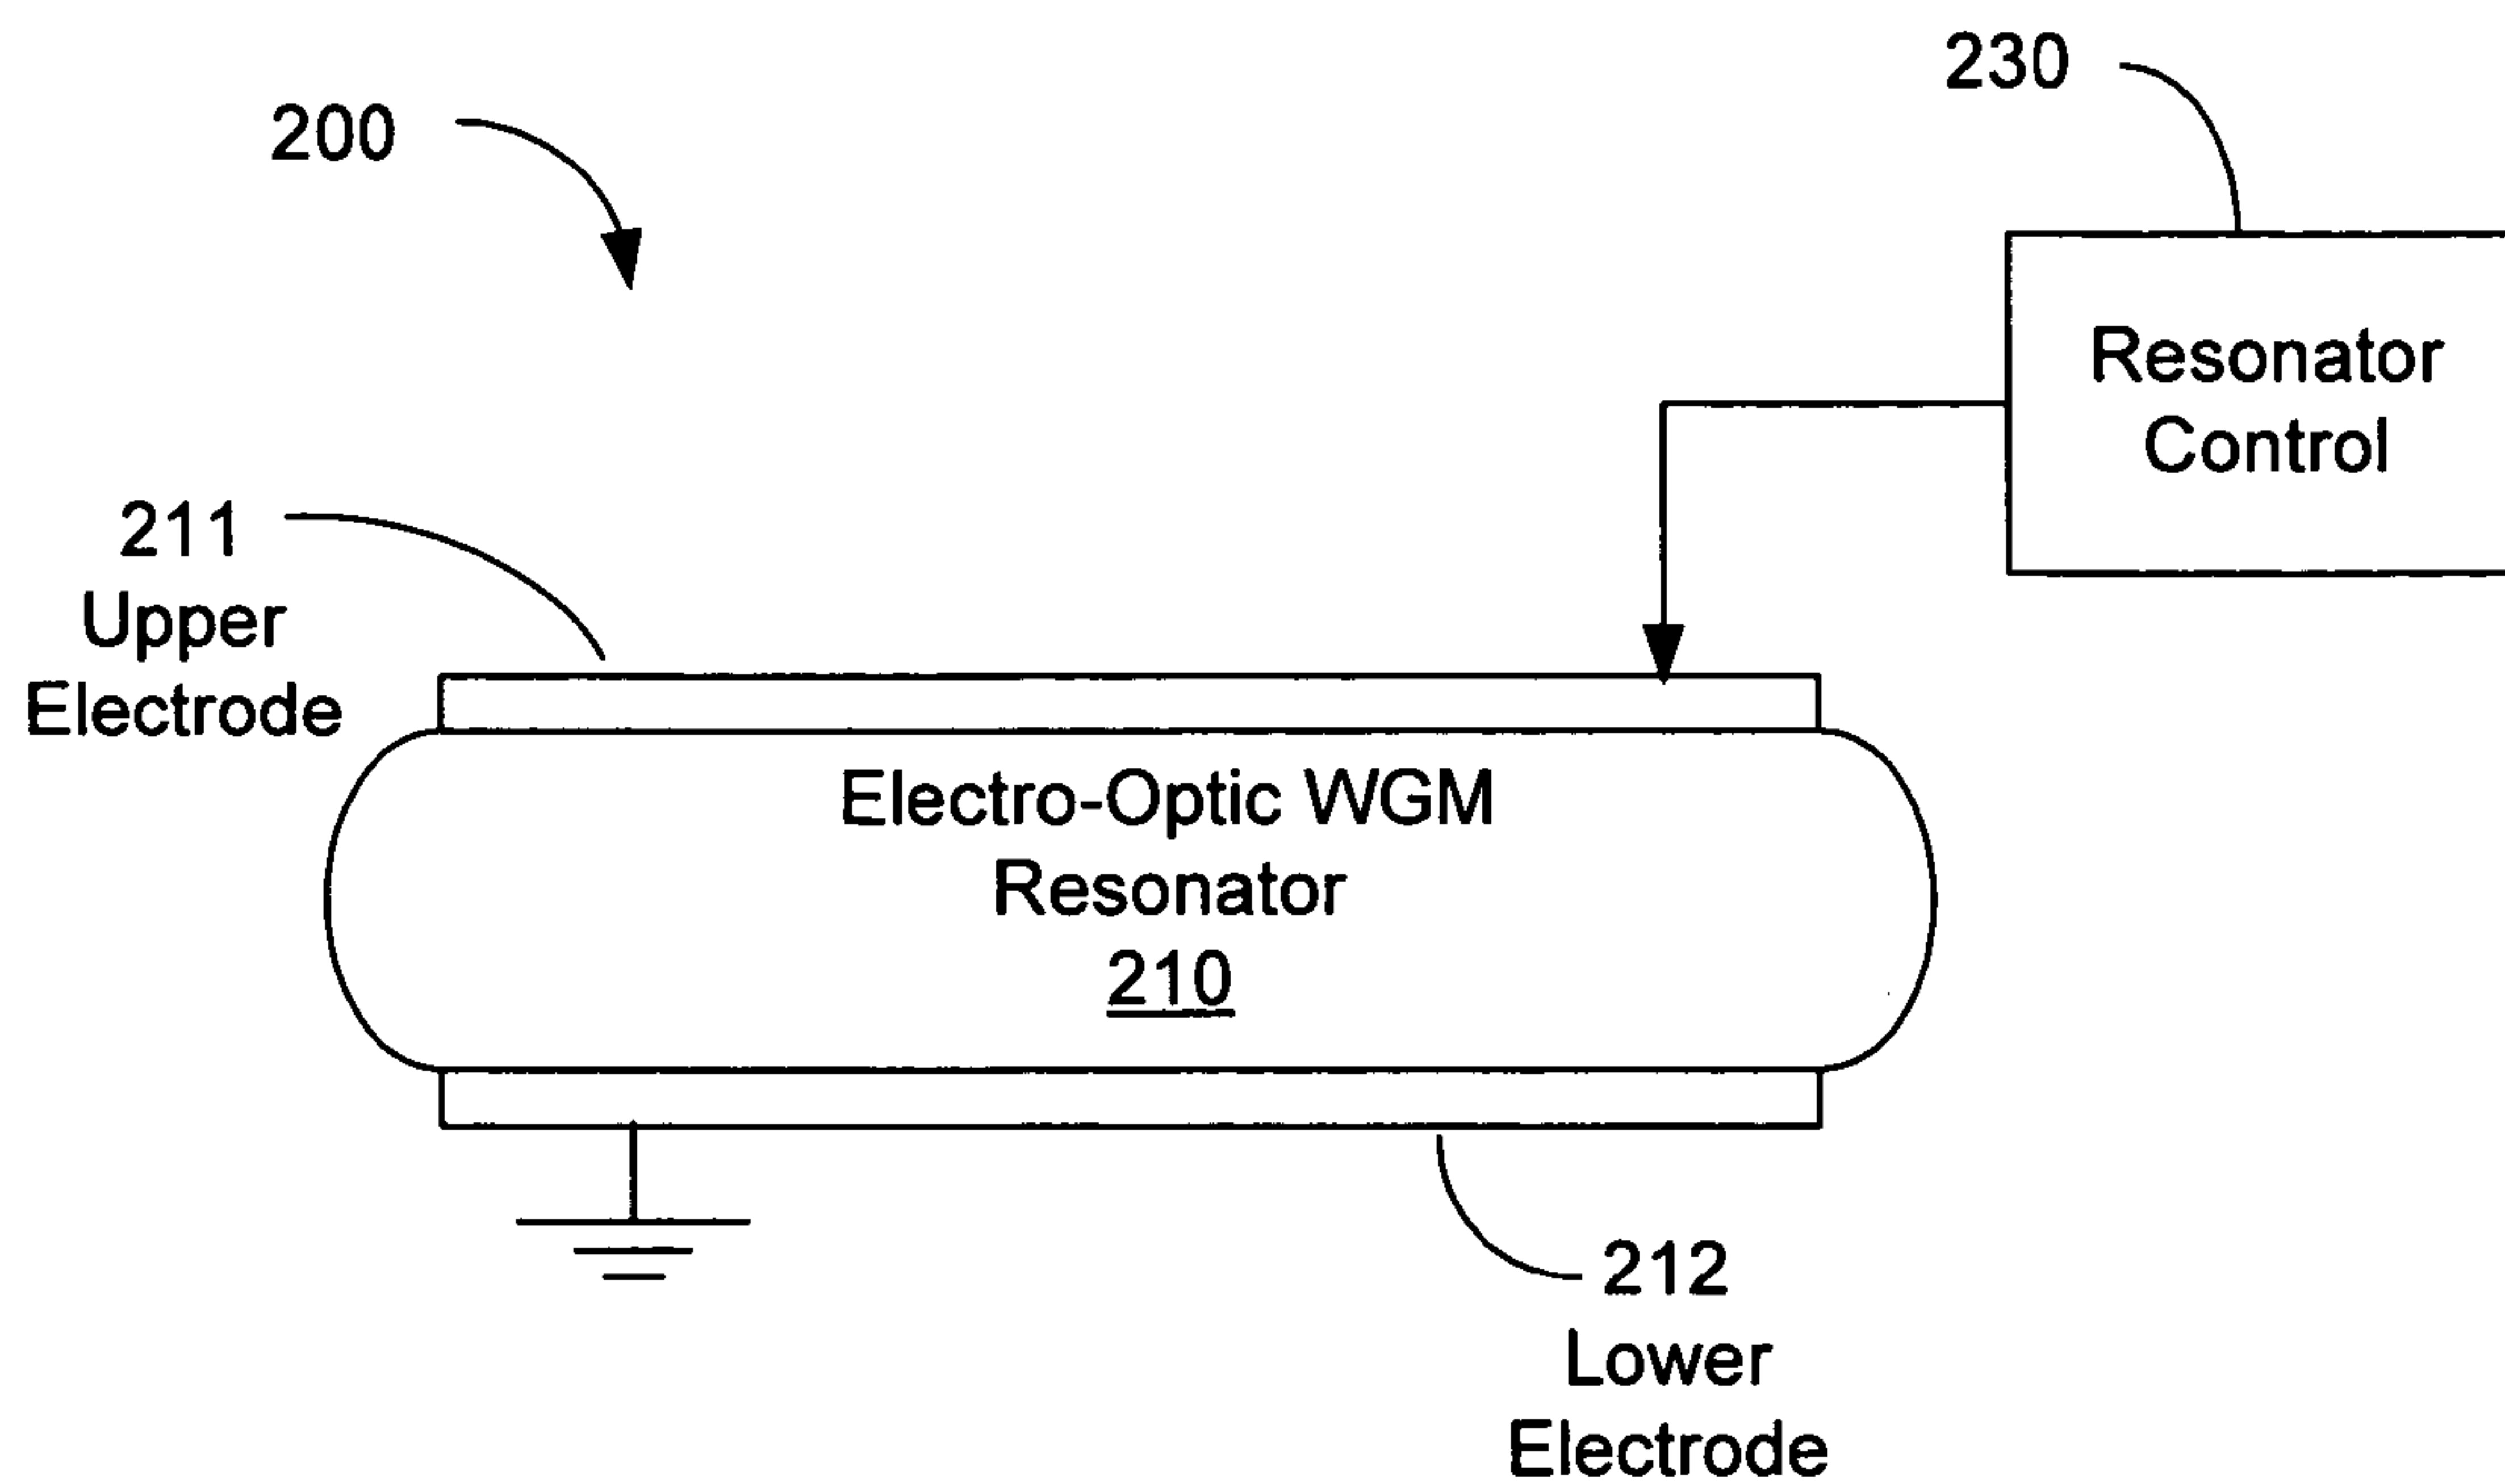 200
230
Resonator
Control
211
Upper
Electrode
Electro-Optic WGM
Resonator
210
212
Lower
Electrode